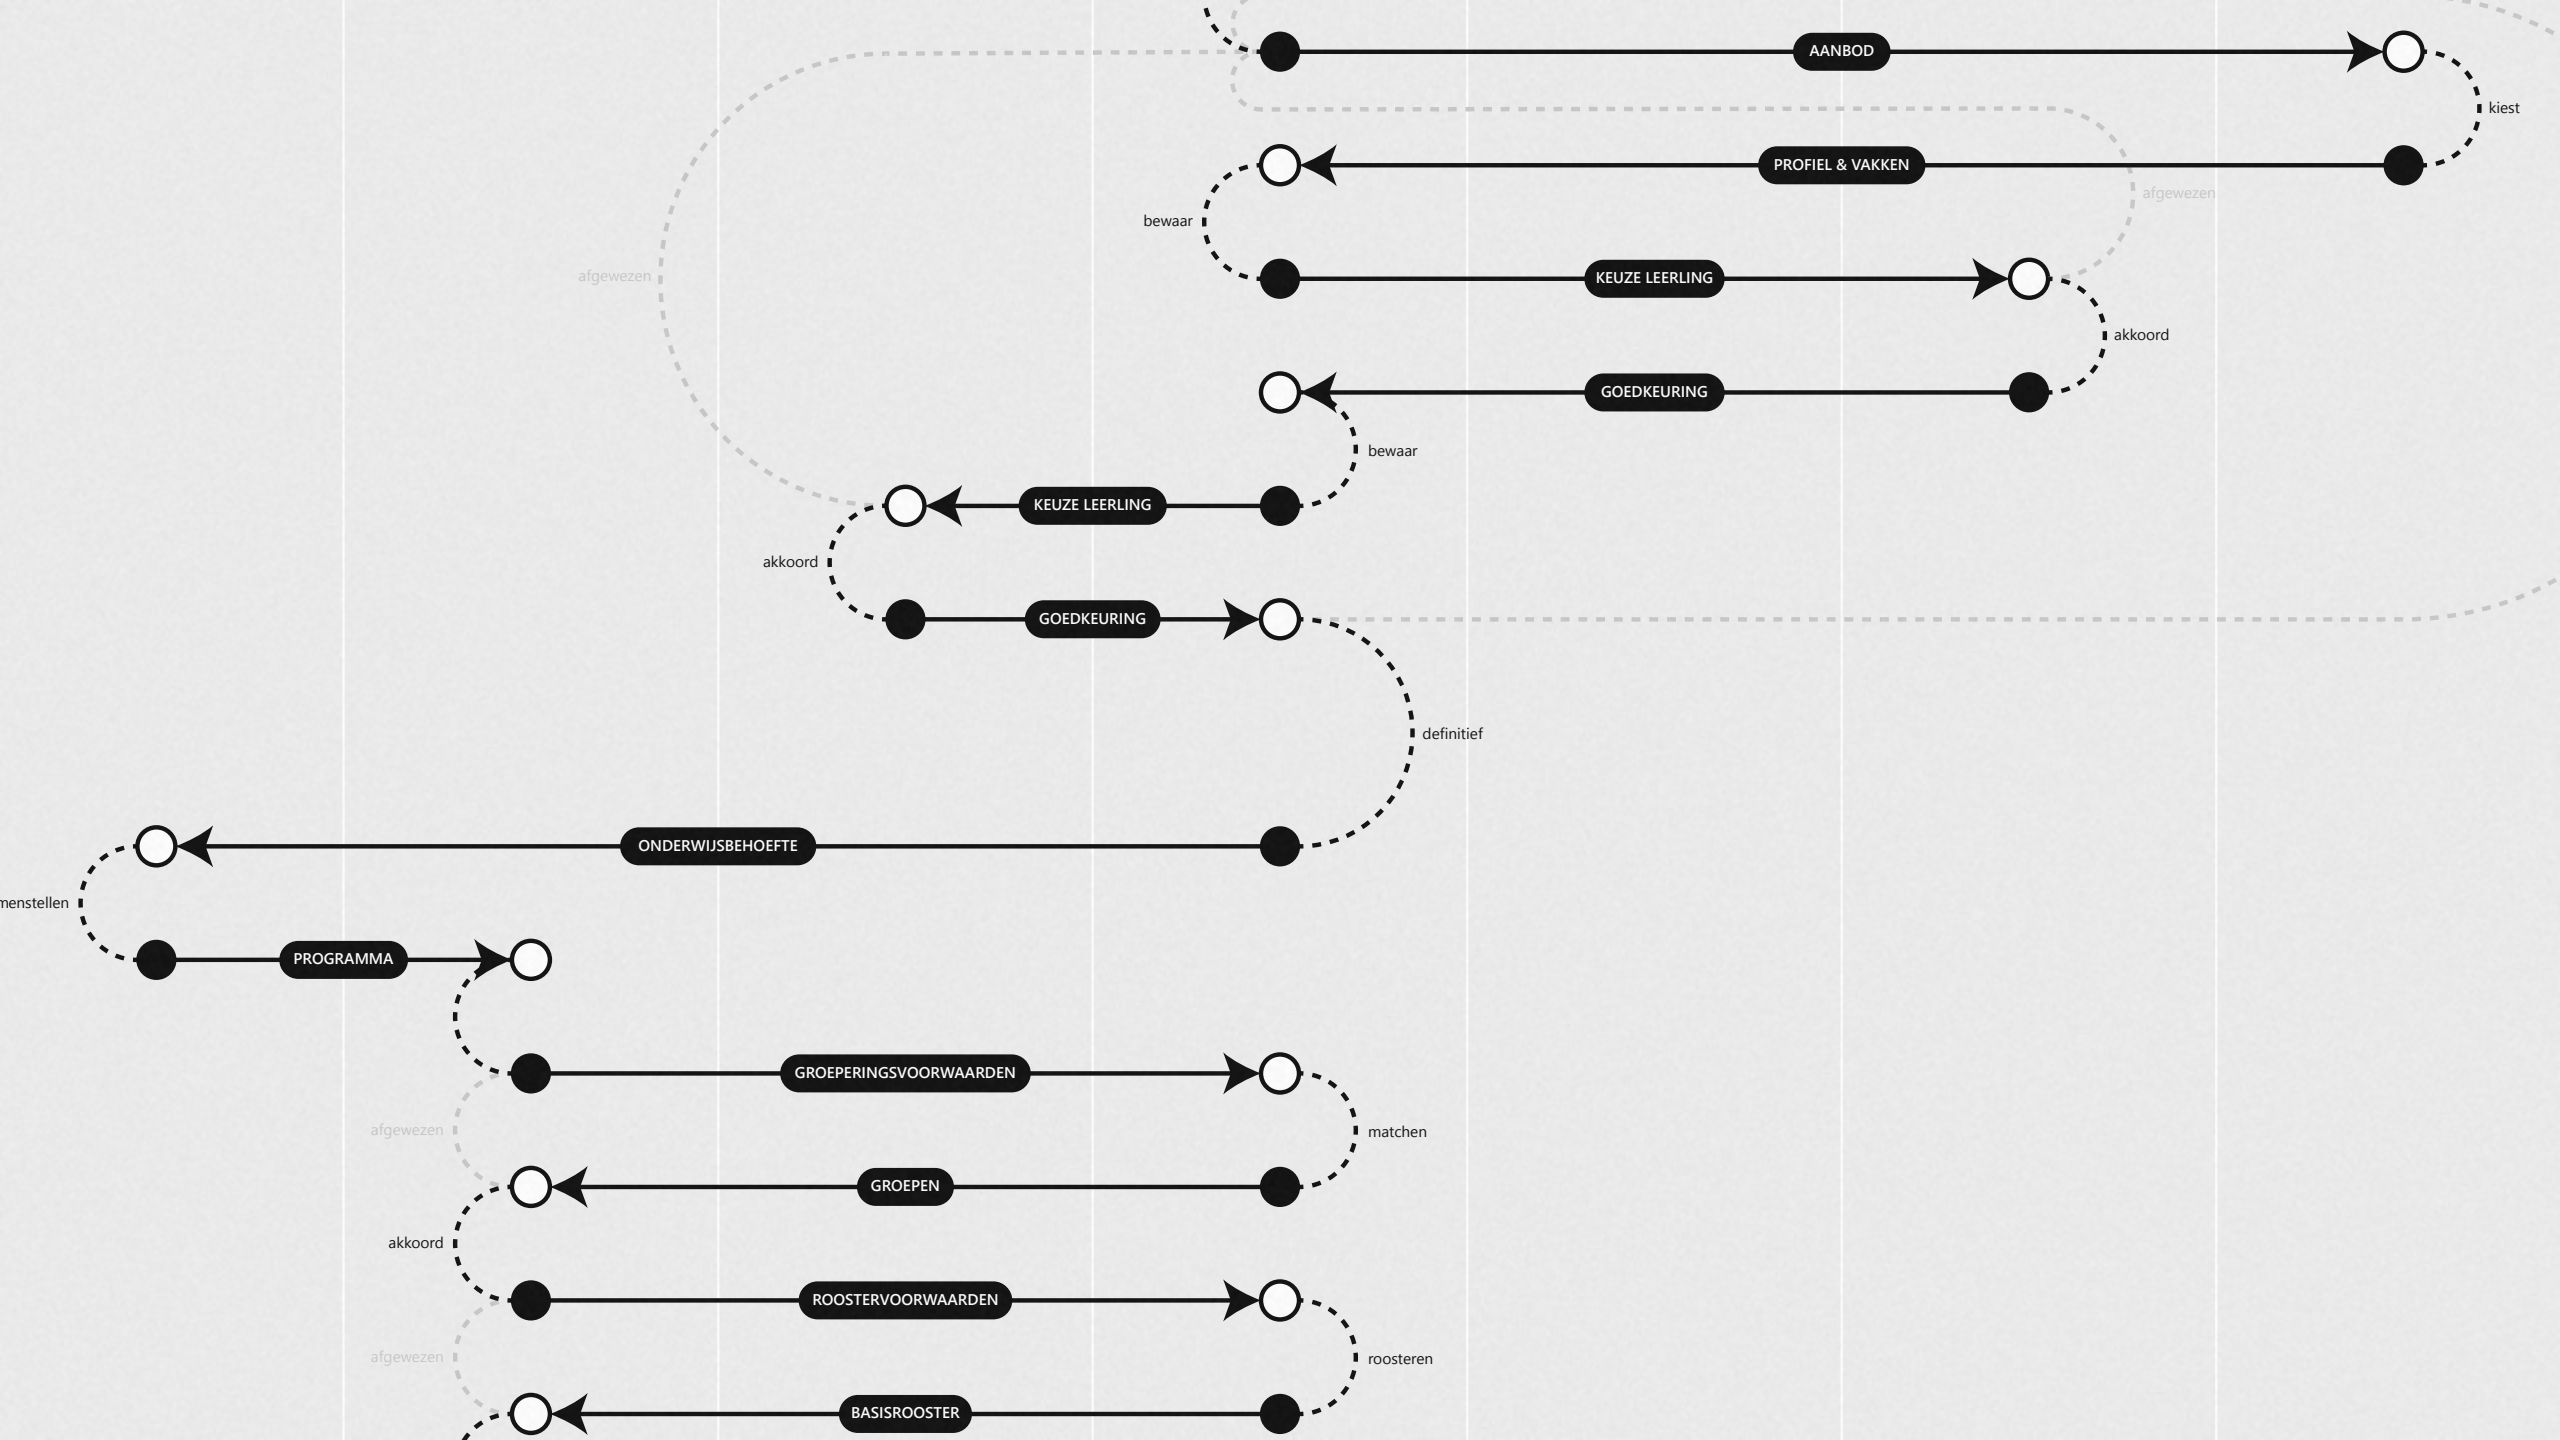 AANBOD
kiest
PROFIEL & VAKKEN
afgewezen
bewaar
afgewezen
KEUZE LEERLING
akkoord
GOEDKEURING
bewaar
KEUZE LEERLING
akkoord
GOEDKEURING
definitief
ONDERWIJSBEHOEFTE
menstellen
PROGRAMMA
GROEPERINGSVOORWAARDEN
afgewezen
matchen
GROEPEN
akkoord
ROOSTERVOORWAARDEN
afgewezen
roosteren
BASISROOSTER